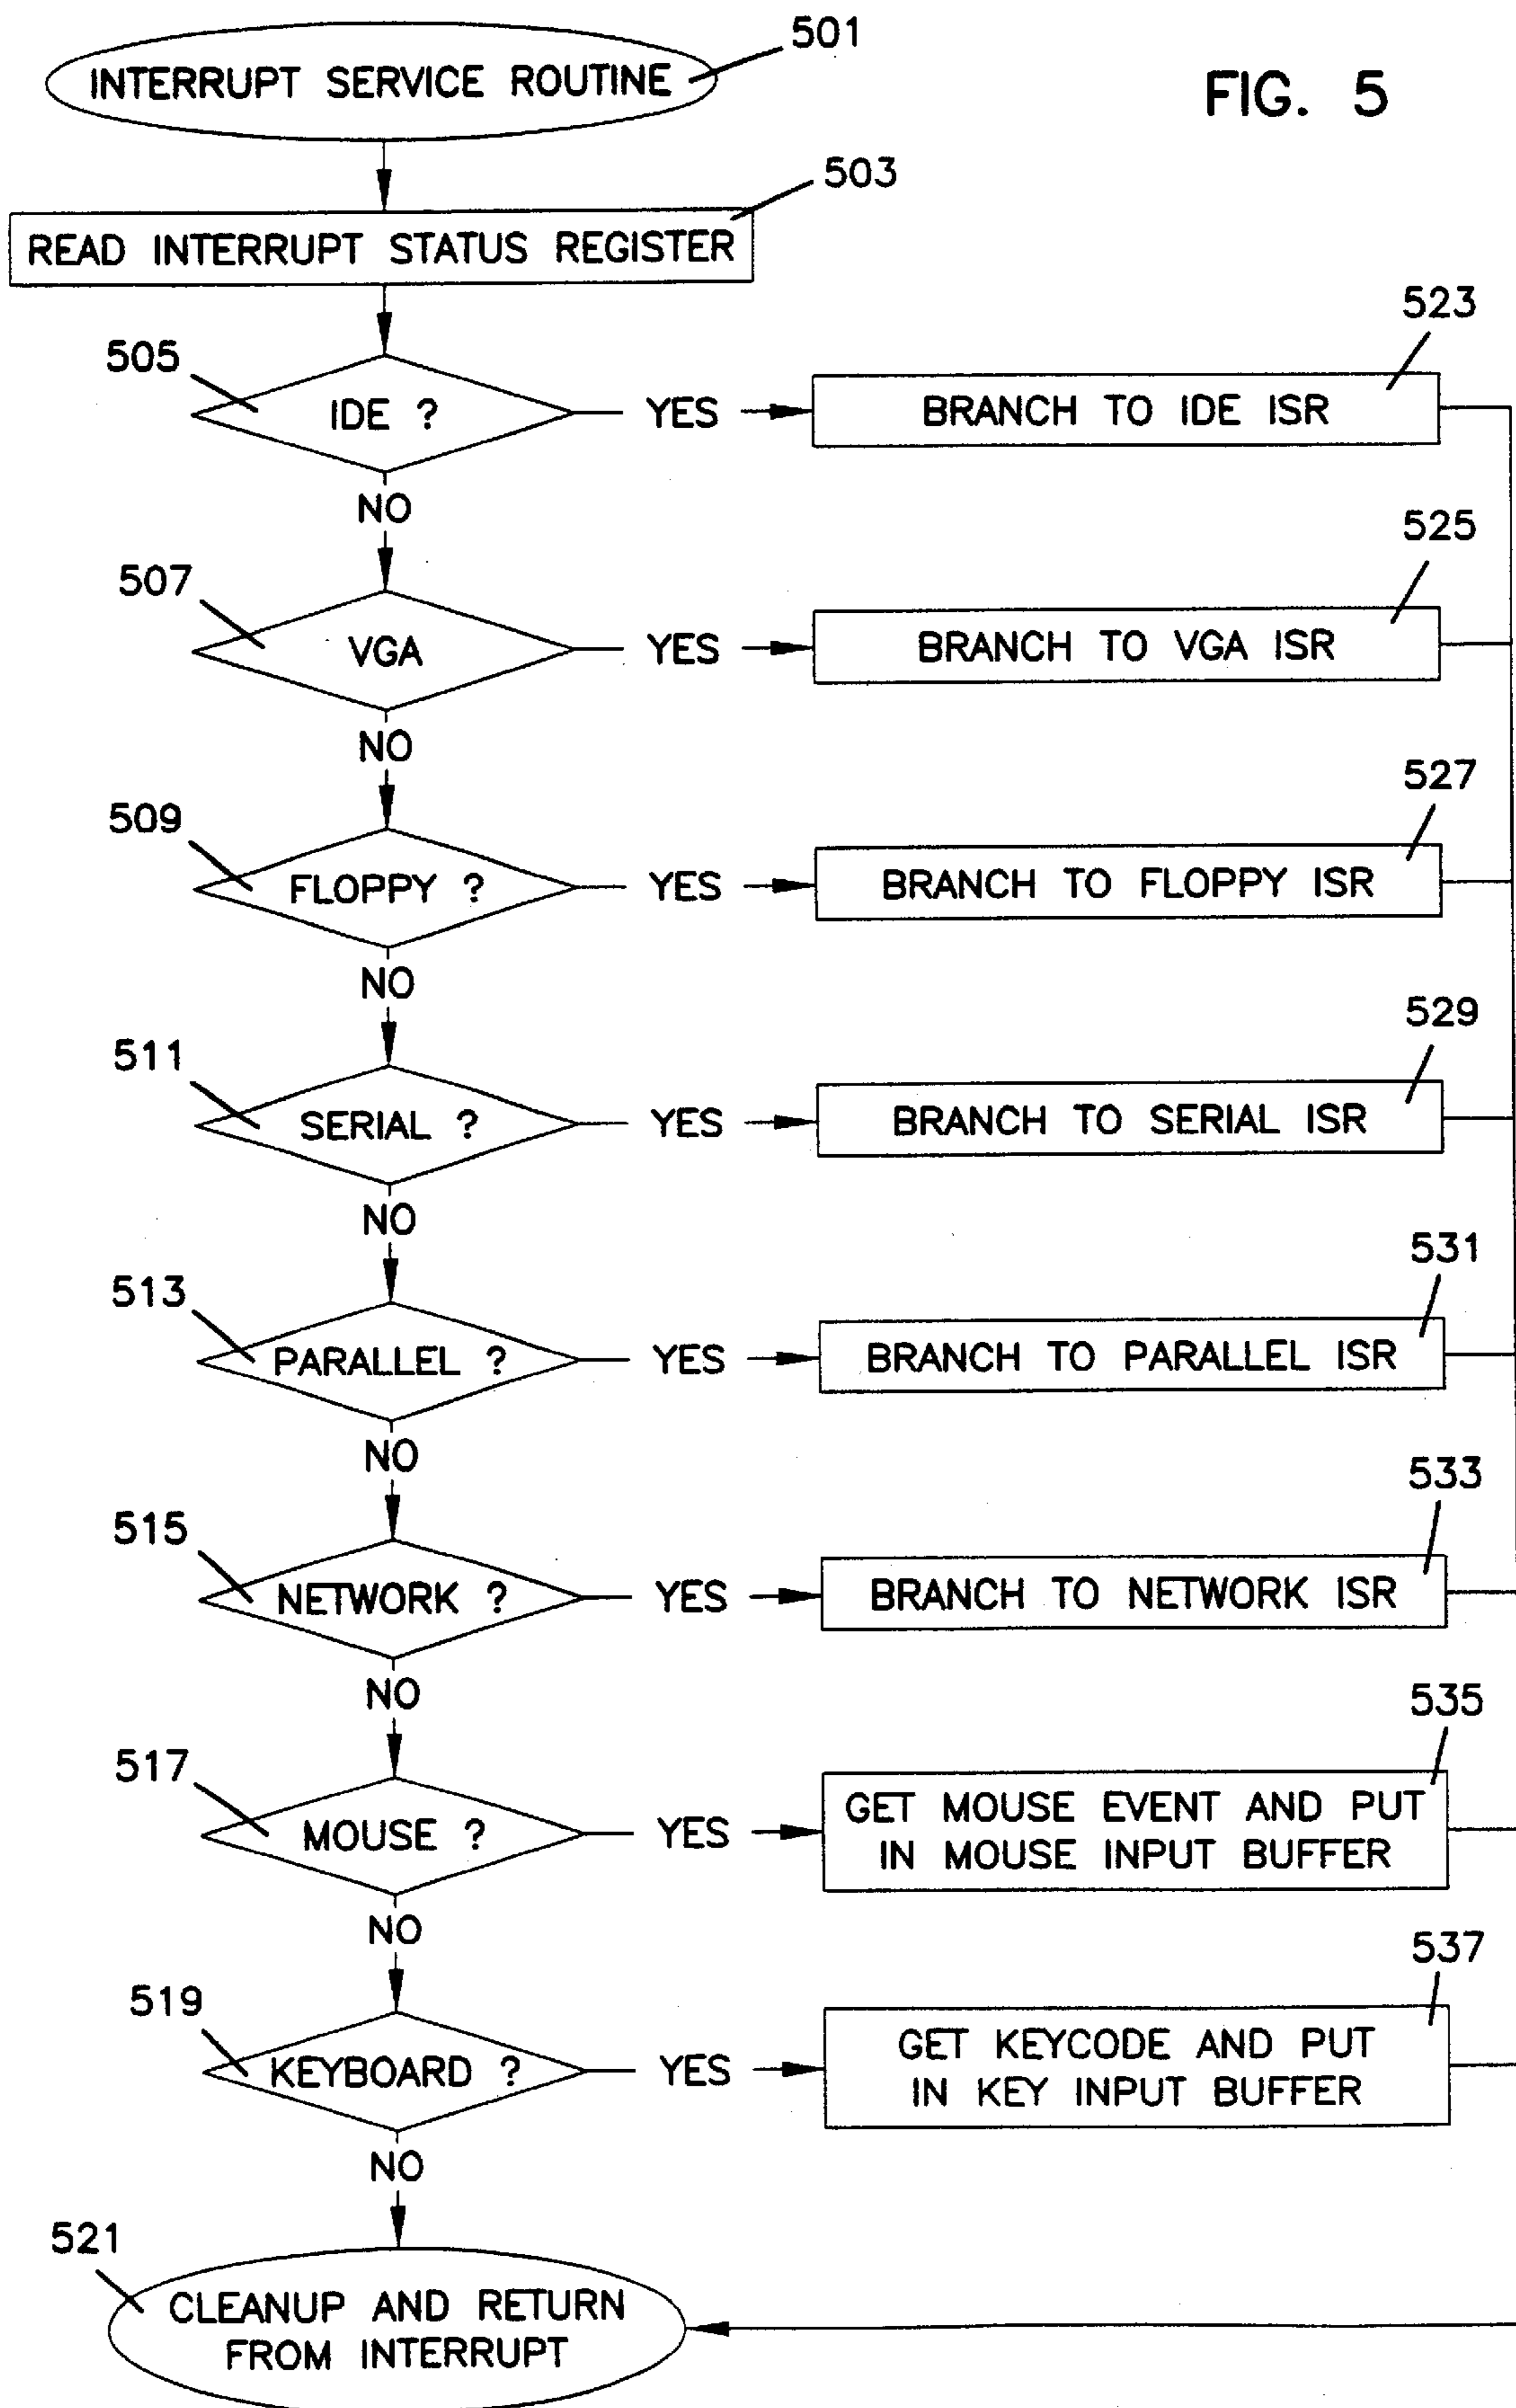 501
INTERRUPT SERVICE ROUTINE
FIG. 5
503
READ INTERRUPT STATUS REGISTER
505
IDE ?
YES
523
BRANCH TO IDE ISR
NO
507
VGA
YES
525
BRANCH TO VGA ISR
NO
509
FLOPPY ?
YES
527
BRANCH TO FLOPPY ISR
NO
511
SERIAL ?
YES
529
BRANCH TO SERIAL ISR
NO
513
PARALLEL ?
YES
531
BRANCH TO PARALLEL ISR
NO
515
NETWORK ?
YES
533
BRANCH TO NETWORK ISR
NO
517
MOUSE ?
YES
535
GET MOUSE EVENT AND PUT
IN MOUSE INPUT BUFFER
NO
519
KEYBOARD ?
YES
537
GET KEYCODE AND PUT
IN KEY INPUT BUFFER
NO
521
CLEANUP AND RETURN
FROM INTERRUPT